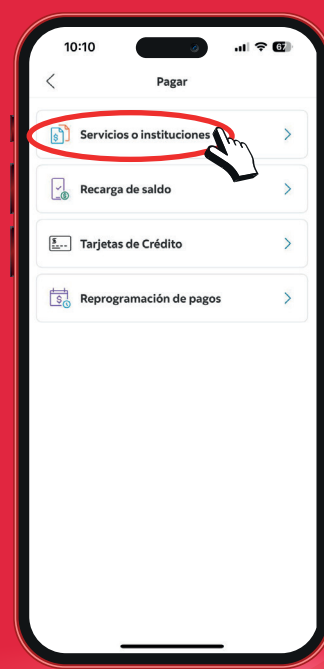 10:10
67
Pagar
Servicios o instituciones
Recarga de saldo
Tarjetas de Crédito
Reprogramación de pagos